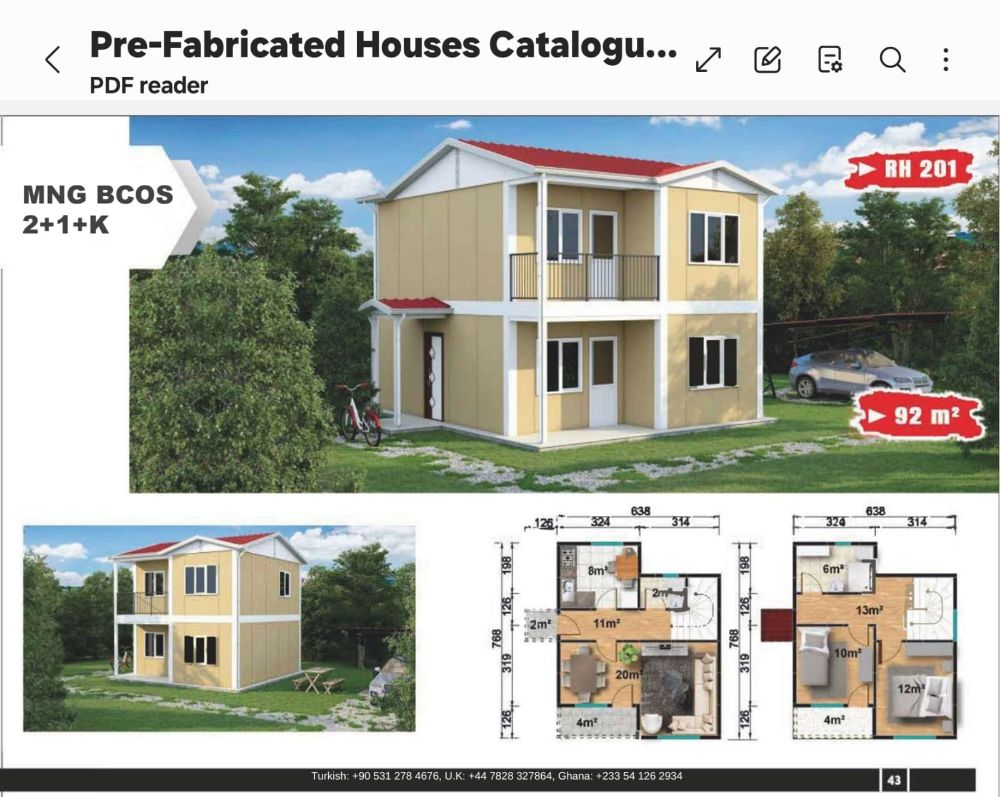 Pre-Fabricated Houses Catalogu...
PDF reader
MNG BCOS
2+1+K
RH 201
92 m²
638
126
324
314
198
126
768
319
126
8m²
2m²
2m²
11m²
20m²
4m²
638
324
314
198
126
768
319
126
6m²
13m²
10m²
12m²
4m²
Turkish: +90 531 278 4676, U.K: +44 7828 327864, Ghana: +233 54 126 2934
43